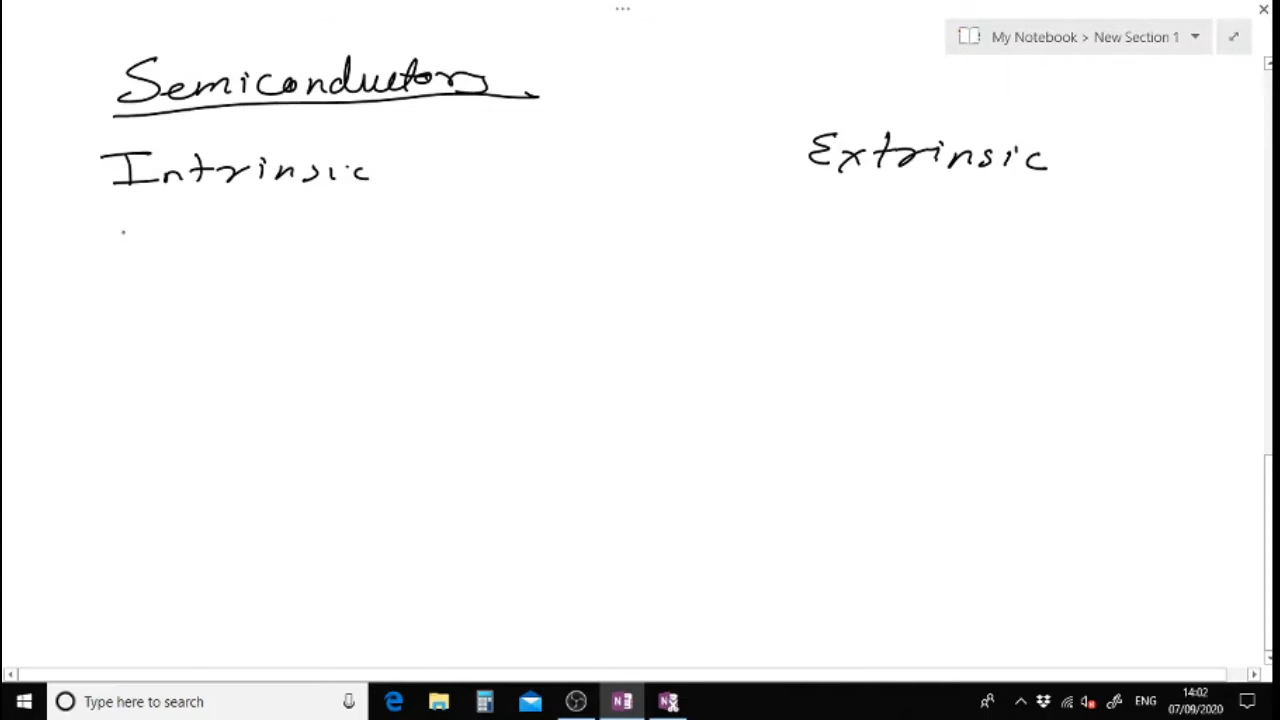 My Notebook > New Section 1
Semiconductors
Intrinsic
Extrinsic
Type here to search
ENG
14:02
07/09/2020